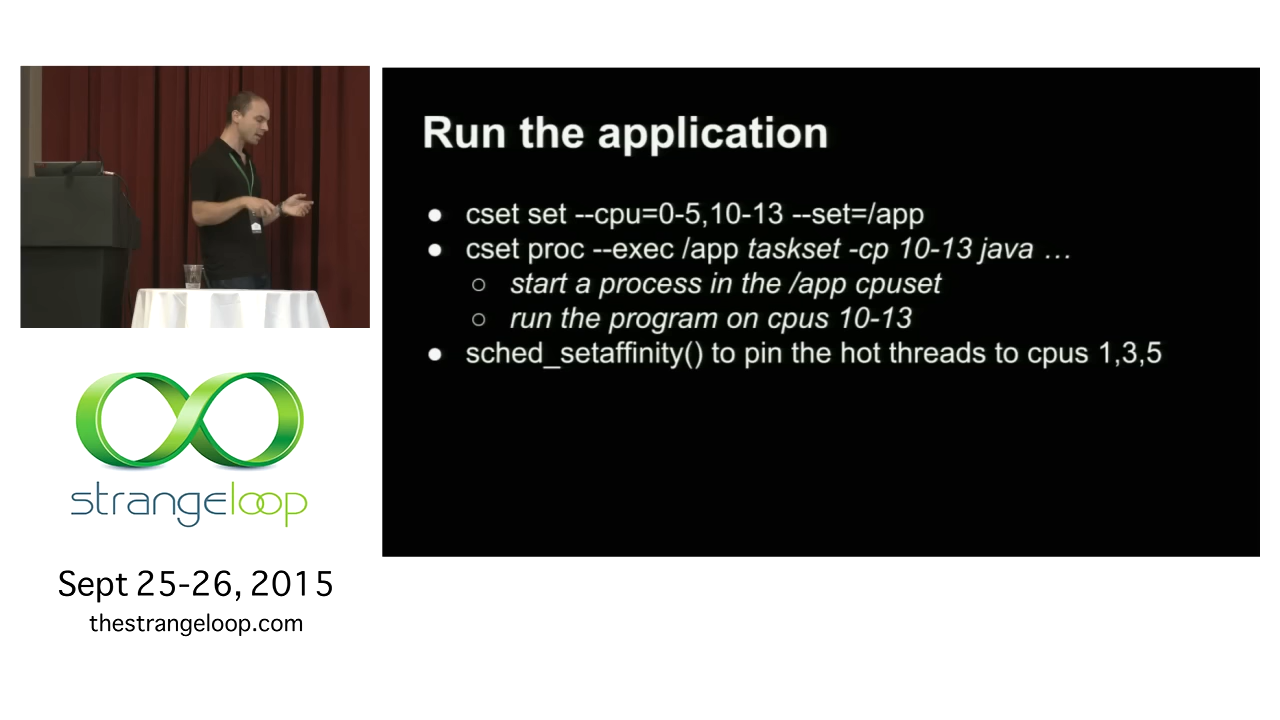 Run the application
● cset set --cpu=0-5,10-13 --set=/app
● cset proc --exec /app taskset -cp 10-13 java …
○ start a process in the /app cpuset
○ run the program on cpus 10-13
● sched_setaffinity() to pin the hot threads to cpus 1,3,5
strangeloop
Sept 25-26, 2015
thestrangeloop.com